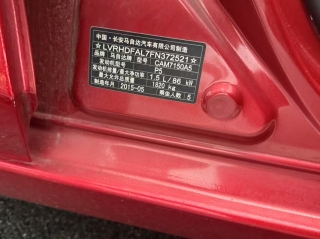 中国·长安马自达汽车有限公司制造
☆LVRHDFAL7FN372521☆
品牌 马自达牌 型号 CAM7150A5
发动机型号 P5
发动机排量/最大净功率 1.5 L/ 86 kW
最大允许总质量 1820 kg
制造年月 2015-05 乘坐人数 5